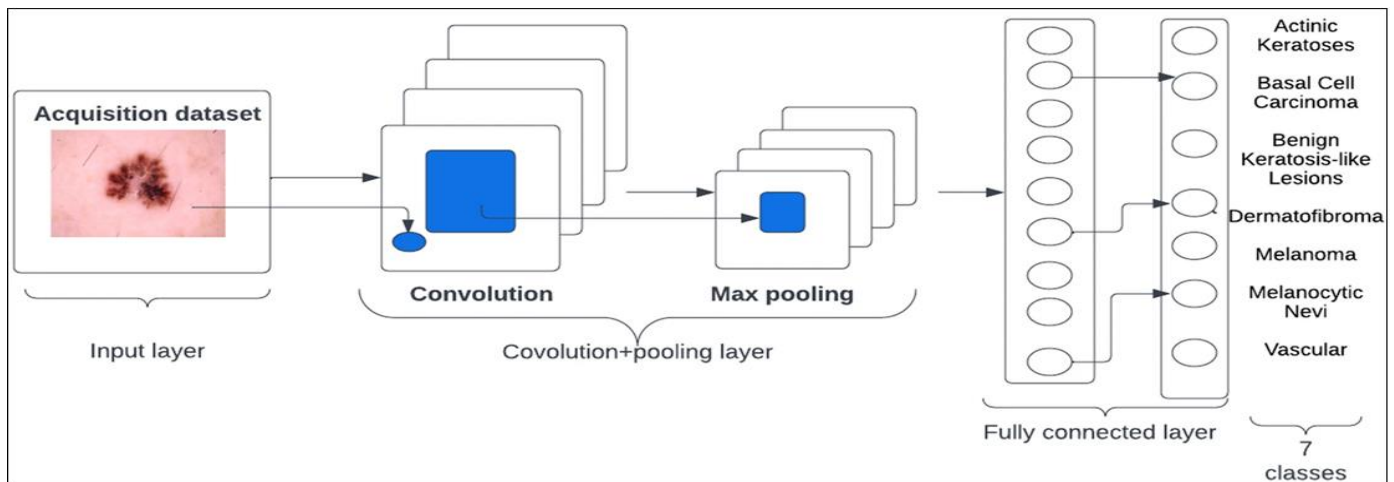 Acquisition dataset
Convolution
Max pooling
Input layer
Covolution+pooling layer
Fully connected layer
Actinic
Keratoses
Basal Cell
Carcinoma
Benign
Keratosis-like
Lesions
Dermatofibroma
Melanoma
Melanocytic
Nevi
Vascular
7
classes